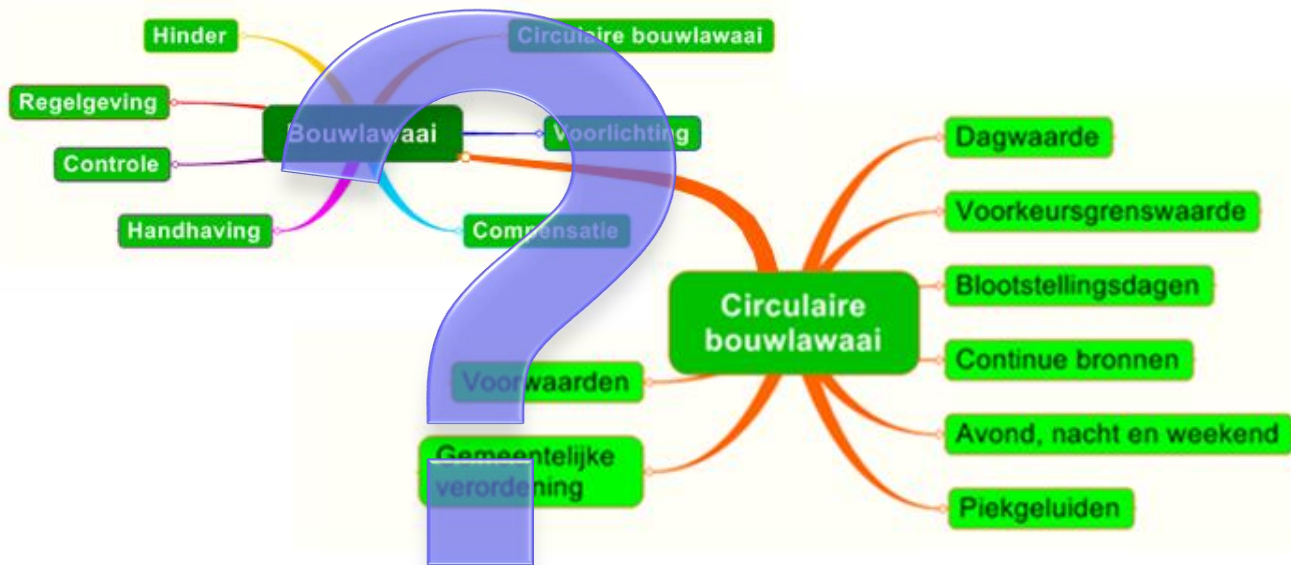 Hinder
Circulaire bouwlawaai
Regelgeving
Bouwlawaai
Voorlichting
Controle
Handhaving
Compensatie
Circulaire
bouwlawaai
Dagwaarde
Voorkeursgrenswaarde
Blootstellingsdagen
Continue bronnen
Avond, nacht en weekend
Piekgeluiden
Voorwaarden
Gemeentelijke
verordening
?